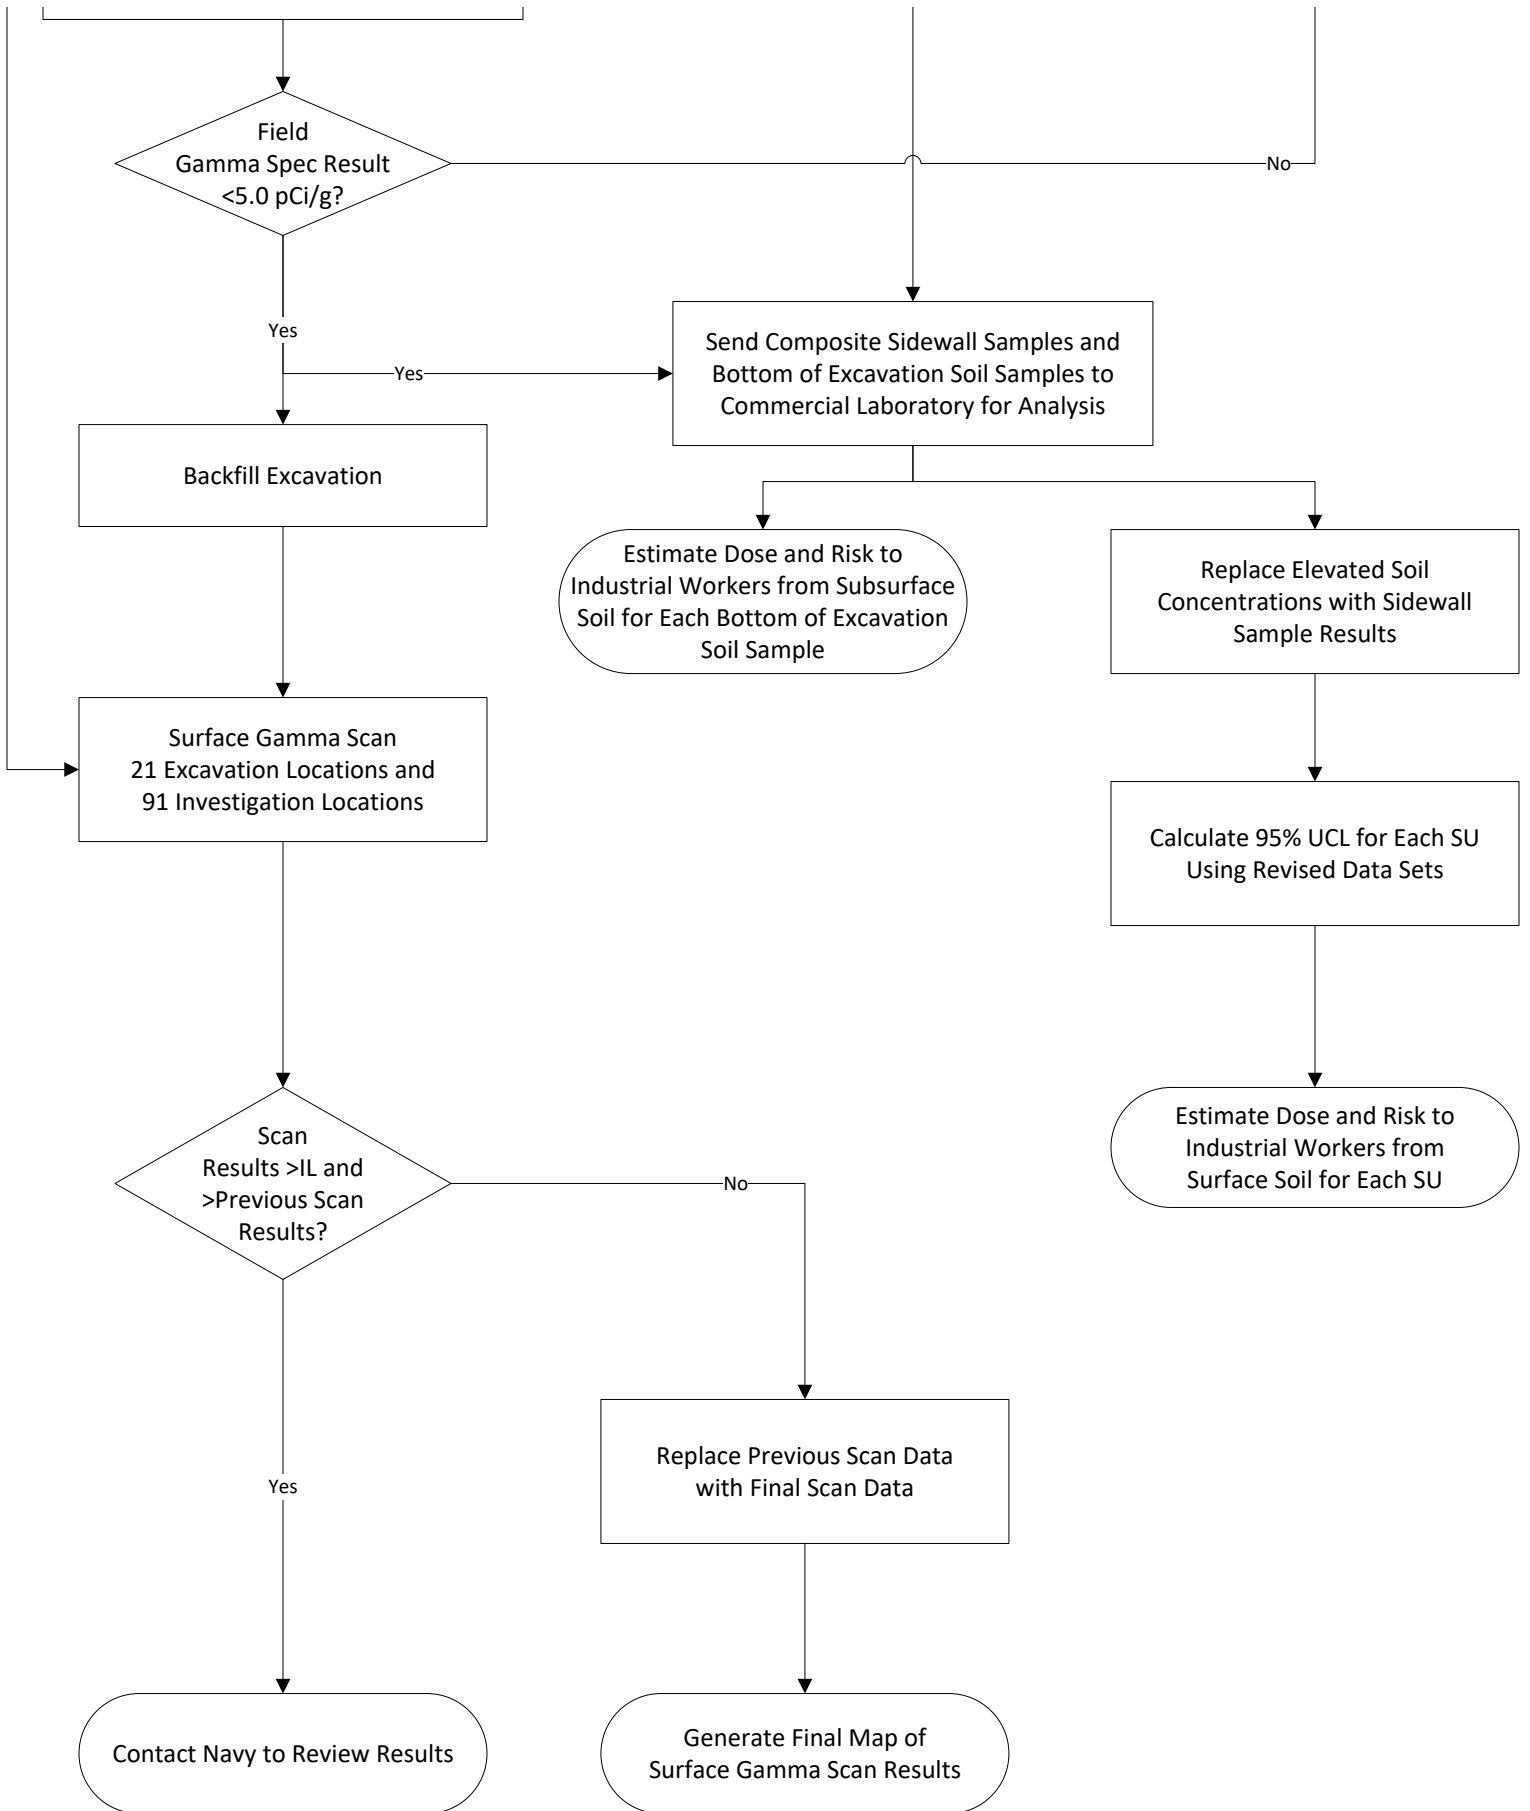 Field
Gamma Spec Result
<5.0 pCi/g?
No
Yes
Yes
Send Composite Sidewall Samples and
Bottom of Excavation Soil Samples to
Commercial Laboratory for Analysis
Backfill Excavation
Estimate Dose and Risk to
Industrial Workers from Subsurface
Soil for Each Bottom of Excavation
Soil Sample
Replace Elevated Soil
Concentrations with Sidewall
Sample Results
Surface Gamma Scan
21 Excavation Locations and
91 Investigation Locations
Calculate 95% UCL for Each SU
Using Revised Data Sets
Scan
Results >IL and
>Previous Scan
Results?
No
Estimate Dose and Risk to
Industrial Workers from
Surface Soil for Each SU
Yes
Replace Previous Scan Data
with Final Scan Data
Contact Navy to Review Results
Generate Final Map of
Surface Gamma Scan Results